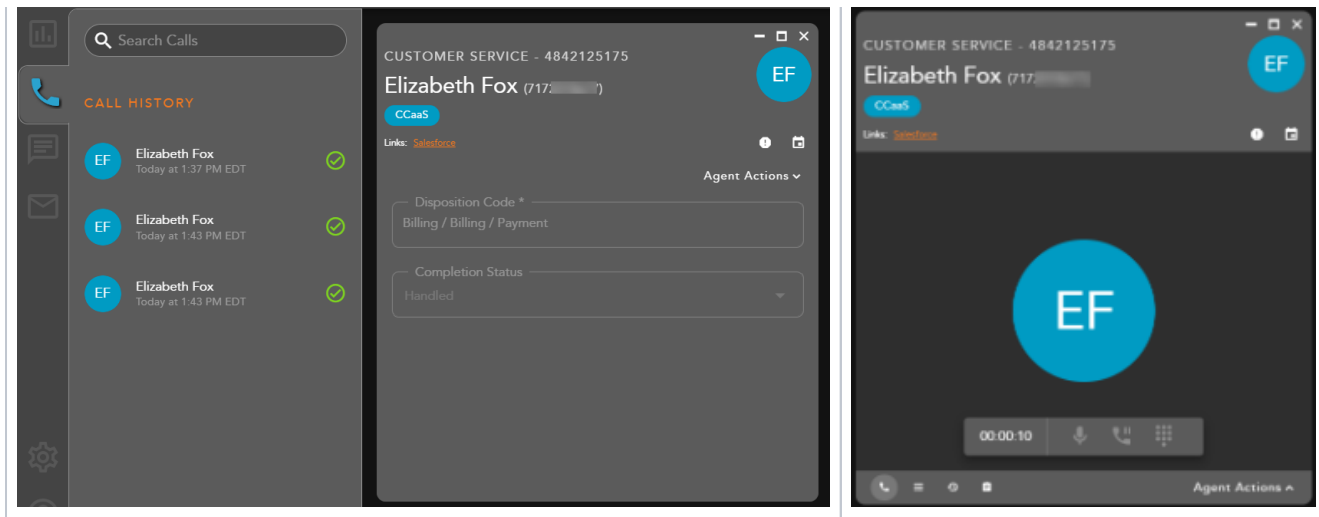 Search Calls
CALL HISTORY
EF
Elizabeth Fox
Today at 1:37 PM EDT
EF
Elizabeth Fox
Today at 1:43 PM EDT
EF
Elizabeth Fox
Today at 1:43 PM EDT
CUSTOMER SERVICE - 4842125175
Elizabeth Fox (717
EF
CCaaS
Links: Salesforce
Agent Actions
Disposition Code *
Billing / Billing / Payment
Completion Status
Handled
CUSTOMER SERVICE - 4842125175
Elizabeth Fox (717
EF
CCaaS
Links: Salesforce
EF
00:00:10
Agent Actions